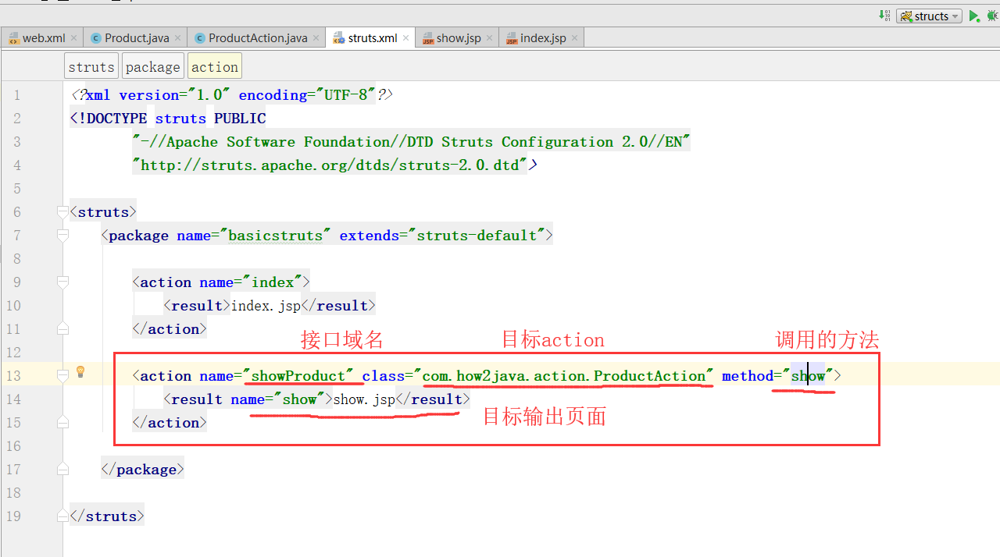 structs
web.xml Product.java ProductAction.java struts.xml show.jsp index.jsp
struts package action
1 <?xml version="1.0" encoding="UTF-8"?>
2 <!DOCTYPE struts PUBLIC
3 "-//Apache Software Foundation//DTD Struts Configuration 2.0//EN"
4 "http://struts.apache.org/dtds/struts-2.0.dtd">
5
6 <struts>
7 <package name="basicstruts" extends="struts-default">
8
9 <action name="index">
10 <result>index.jsp</result>
11 </action>
12
接口域名 目标action 调用的方法
13 <action name="showProduct" class="com.how2java.action.ProductAction" method="show">
14 <result name="show">show.jsp</result>
目标输出页面
15 </action>
16
17 </package>
18
19 </struts>